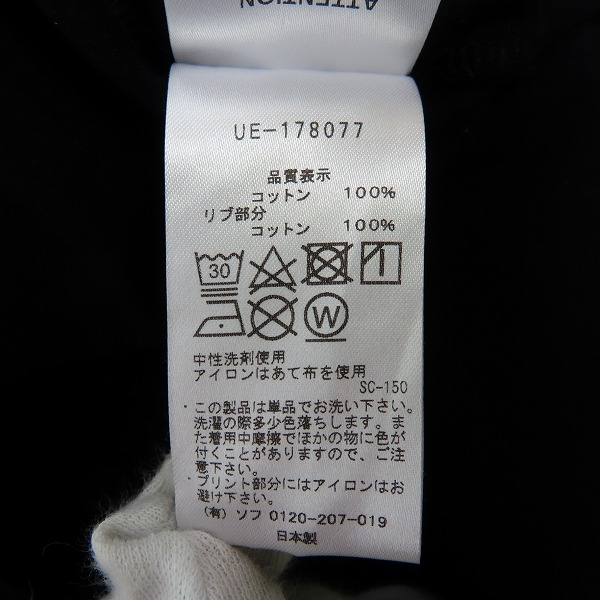 ATTENTION
UE-178077
品質表示
コットン 100%
リブ部分
コットン 100%
30
W
中性洗剤使用
アイロンはあて布を使用
SC-150
・この製品は単品でお洗い下さい。
洗濯の際多少色落ちします。ま
た着用中摩擦でほかの物に色が
付くことがありますので、ご注
意下さい。
・プリント部分にはアイロンはお
避け下さい。
(有) ソフ 0120-207-019
日本製